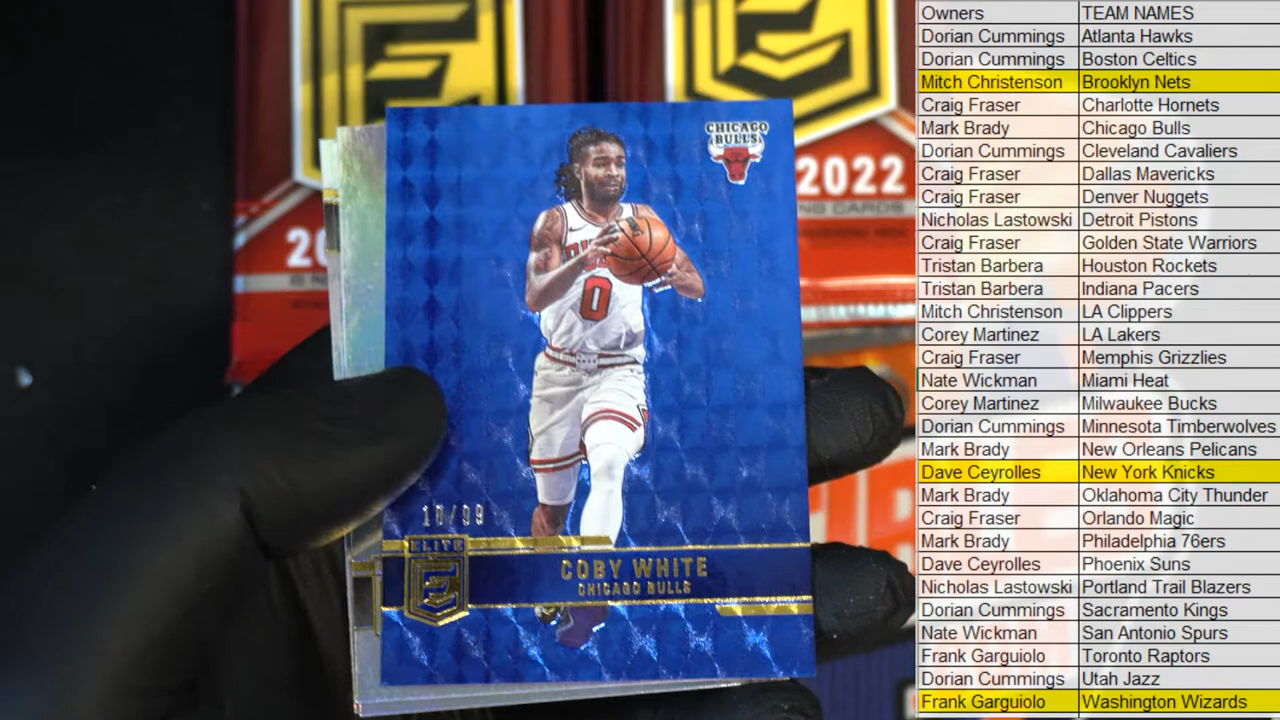 2022
20
NG CARDS
CHICAGO
BULLS
0
ELITE
COBY WHITE
CHICAGO BULLS
Owners TEAM NAMES
Dorian Cummings Atlanta Hawks
Dorian Cummings Boston Celtics
Mitch Christenson Brooklyn Nets
Craig Fraser Charlotte Hornets
Mark Brady Chicago Bulls
Dorian Cummings Cleveland Cavaliers
Craig Fraser Dallas Mavericks
Craig Fraser Denver Nuggets
Nicholas Lastowski Detroit Pistons
Craig Fraser Golden State Warriors
Tristan Barbera Houston Rockets
Tristan Barbera Indiana Pacers
Mitch Christenson LA Clippers
Corey Martinez LA Lakers
Craig Fraser Memphis Grizzlies
Nate Wickman Miami Heat
Corey Martinez Milwaukee Bucks
Dorian Cummings Minnesota Timberwolves
Mark Brady New Orleans Pelicans
Dave Ceyrolles New York Knicks
Mark Brady Oklahoma City Thunder
Craig Fraser Orlando Magic
Mark Brady Philadelphia 76ers
Dave Ceyrolles Phoenix Suns
Nicholas Lastowski Portland Trail Blazers
Dorian Cummings Sacramento Kings
Nate Wickman San Antonio Spurs
Frank Garguiolo Toronto Raptors
Dorian Cummings Utah Jazz
Frank Garguiolo Washington Wizards